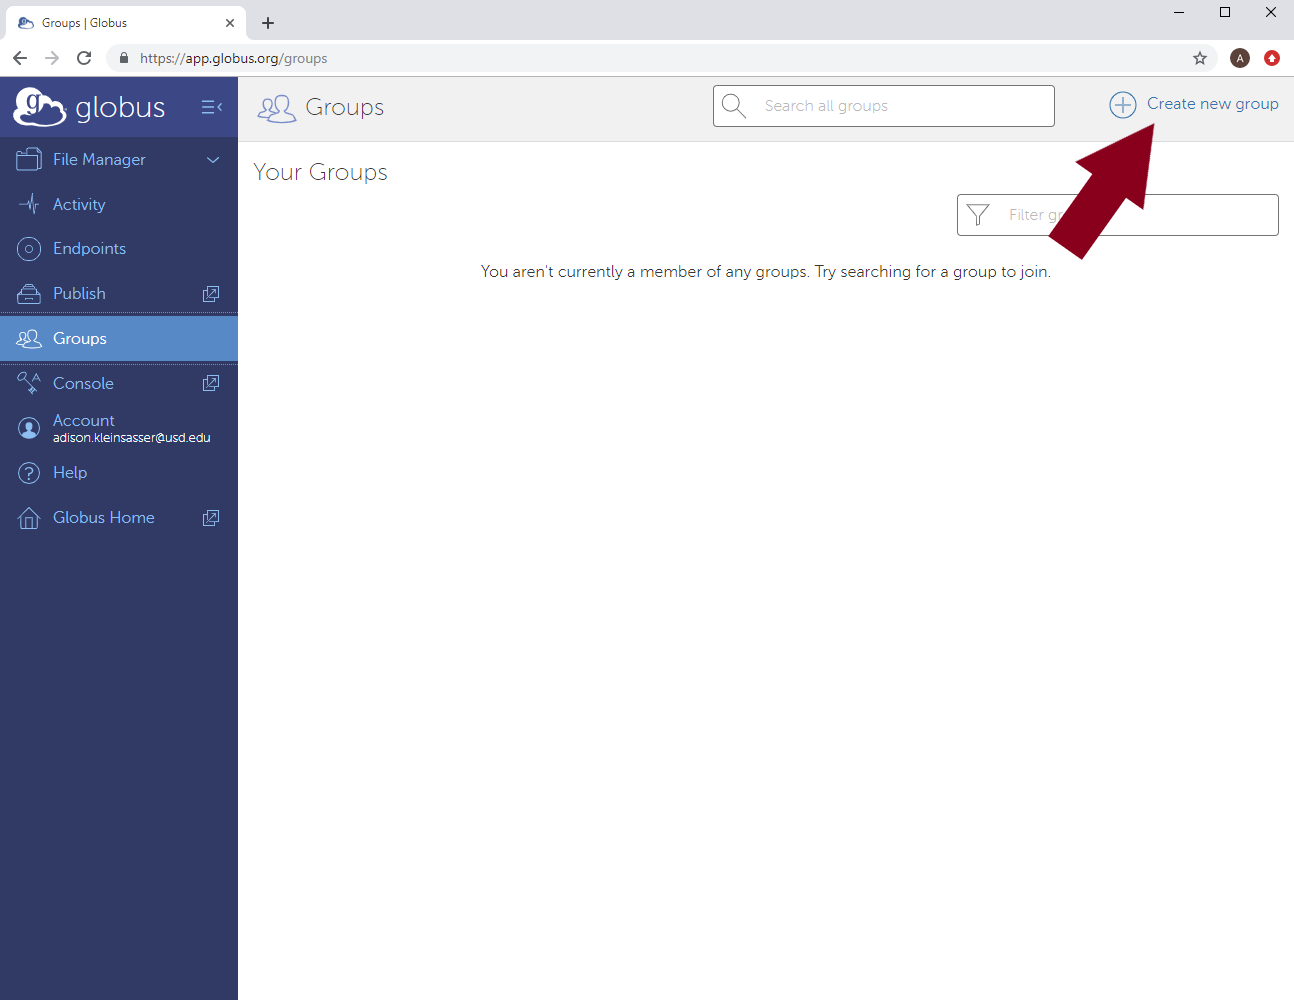 Groups | Globus
https://app.globus.org/groups
A
globus
Groups
Search all groups
Create new group
File Manager
Activity
Endpoints
Publish
Groups
Console
Account
adison.kleinsasser@usd.edu
Help
Globus Home
Your Groups
Filter
You aren't currently a member of any groups. Try searching for a group to join.